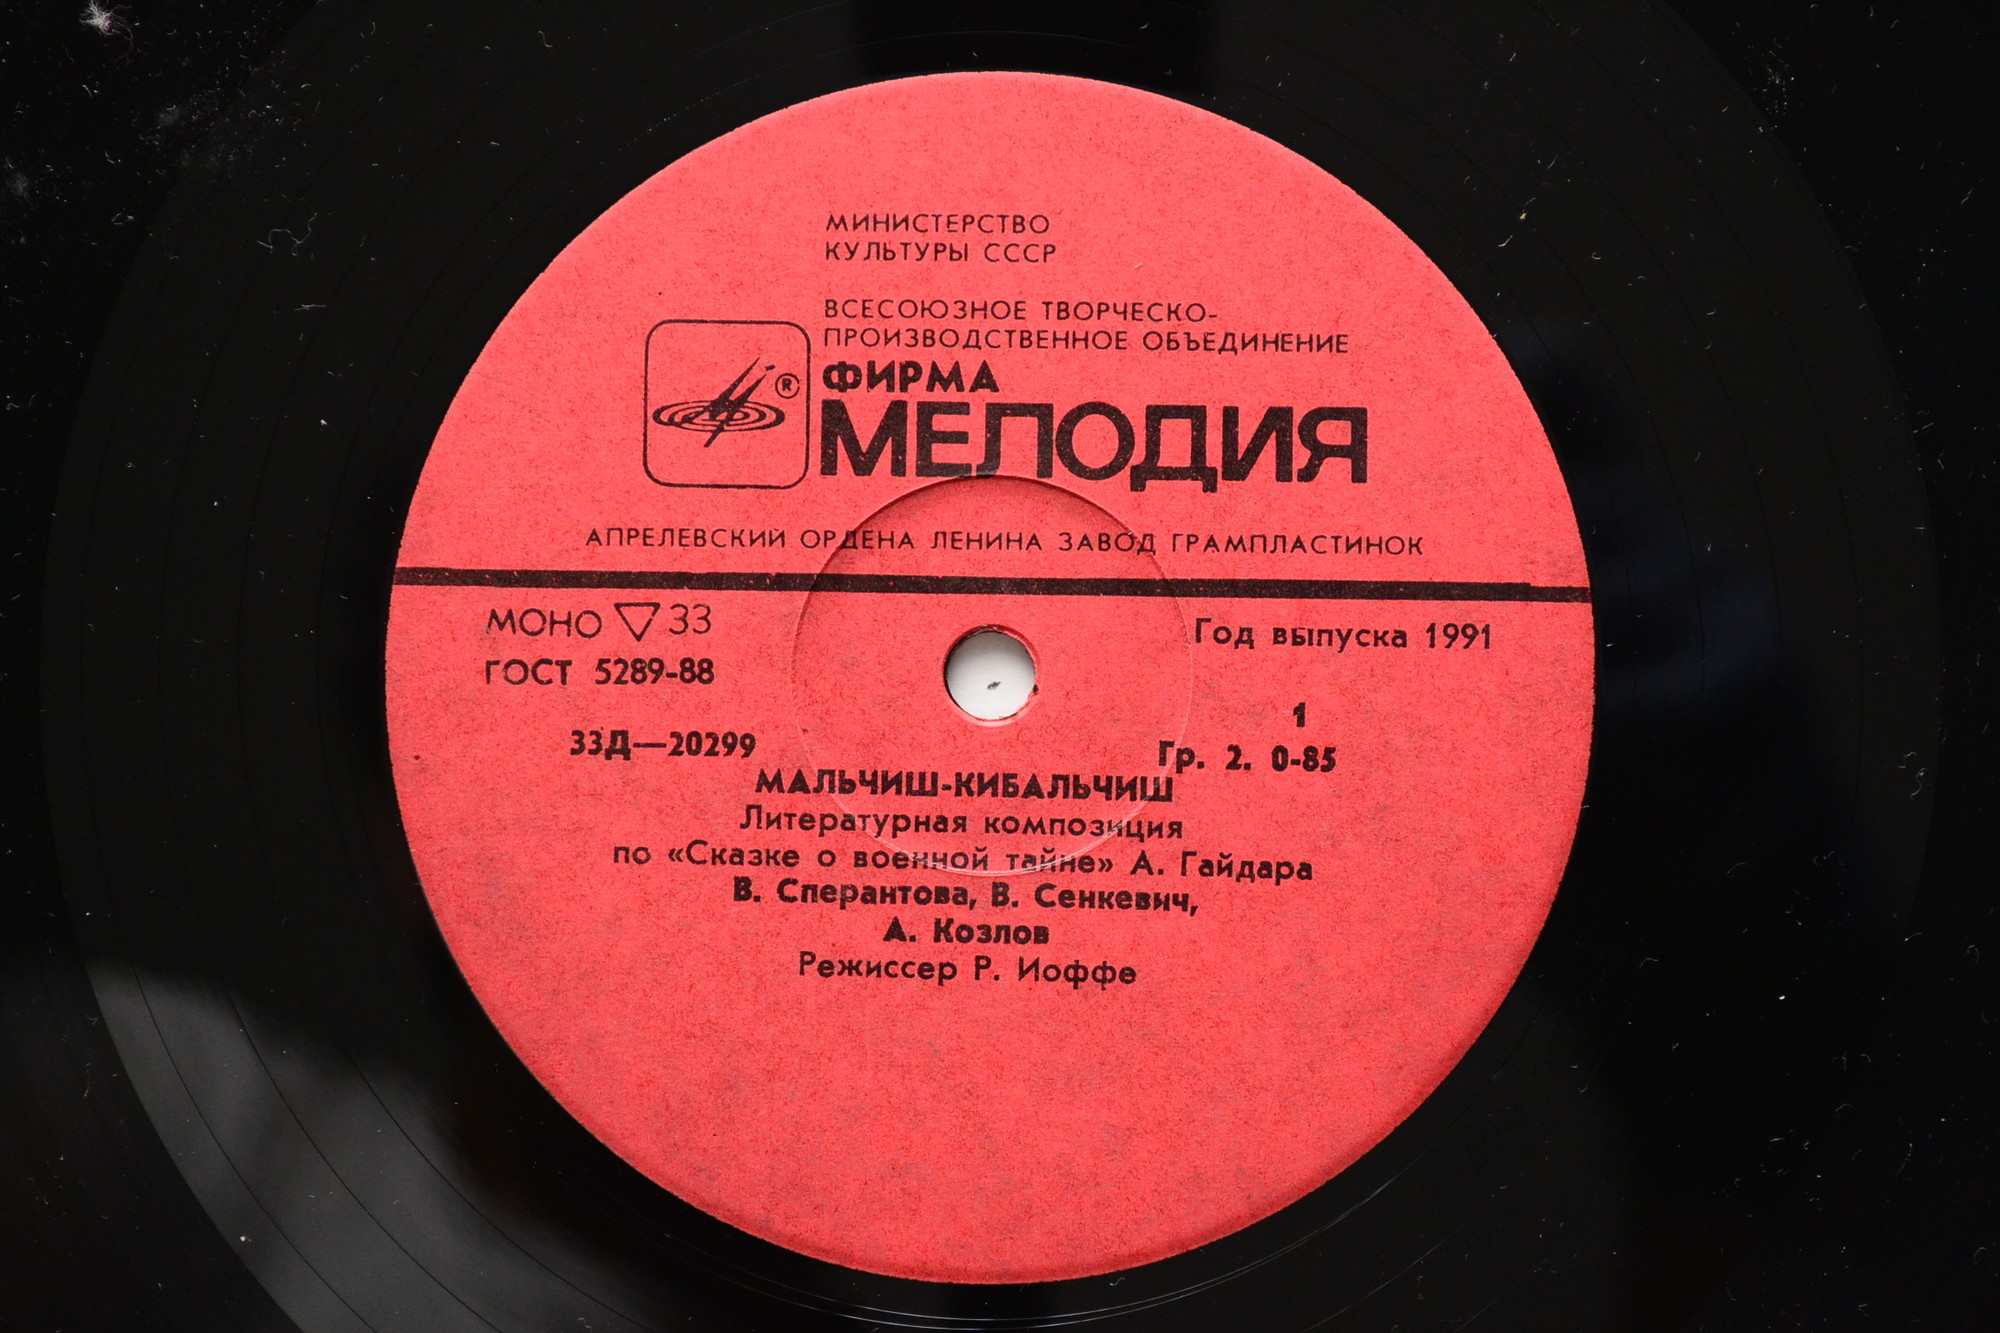 МИНИСТЕРСТВО
КУЛЬТУРЫ СССР
ВСЕСОЮЗНОЕ ТВОРЧЕСКО-
ПРОИЗВОДСТВЕННОЕ ОБЪЕДИНЕНИЕ
®
ФИРМА
МЕЛОДИЯ
АПРЕЛЕВСКИЙ ОРДЕНА ЛЕНИНА ЗАВОД ГРАМПЛАСТИНОК
МОНО ▽ 33
Год выпуска 1991
ГОСТ 5289-88
1
33Д—20299
Гр. 2. 0-85
МАЛЬЧИШ-КИБАЛЬЧИШ
Литературная композиция
по «Сказке о военной тайне» А. Гайдара
В. Сперантова, В. Сенкевич,
А. Козлов
Режиссер Р. Иоффе